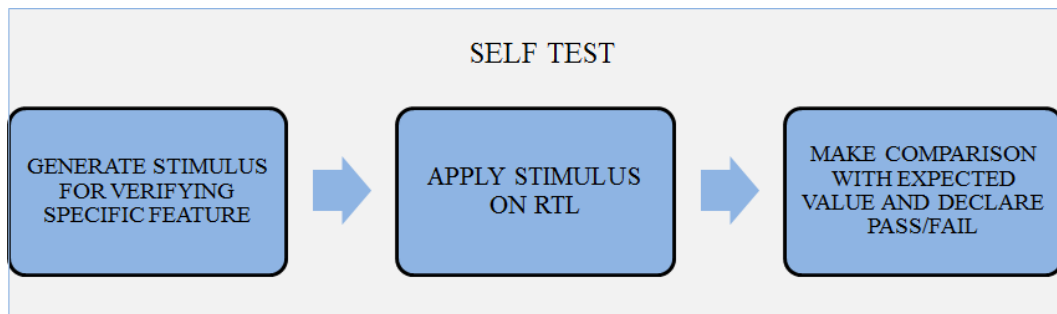 SELF TEST
GENERATE STIMULUS
FOR VERIFYING
SPECIFIC FEATURE
APPLY STIMULUS
ON RTL
MAKE COMPARISON
WITH EXPECTED
VALUE AND DECLARE
PASS/FAIL